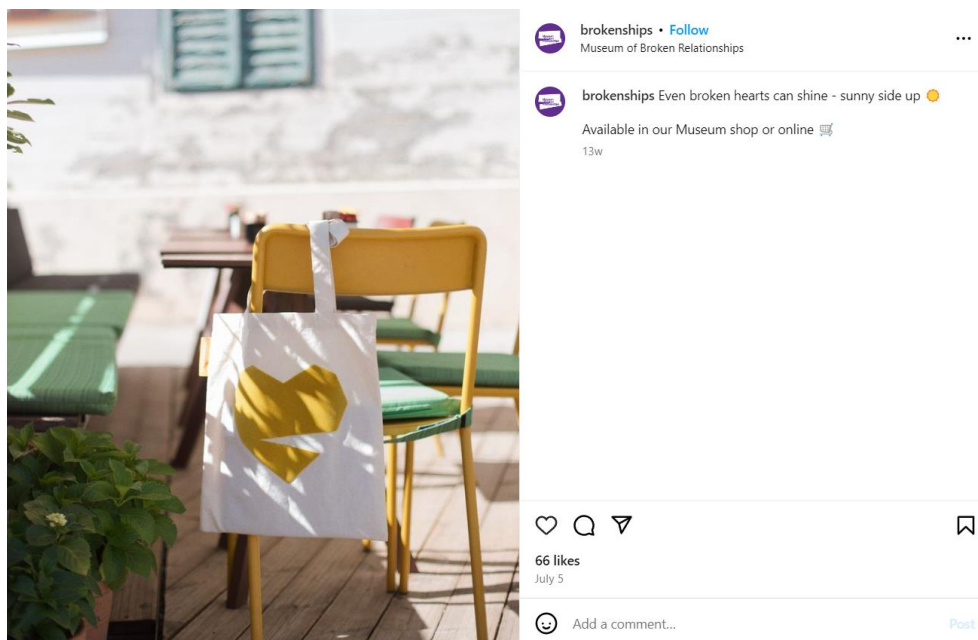 brokenships • Follow
Museum of Broken Relationships
brokenships Even broken hearts can shine - sunny side up
Available in our Museum shop or online
13w
66 likes
July 5
Add a comment...
Post